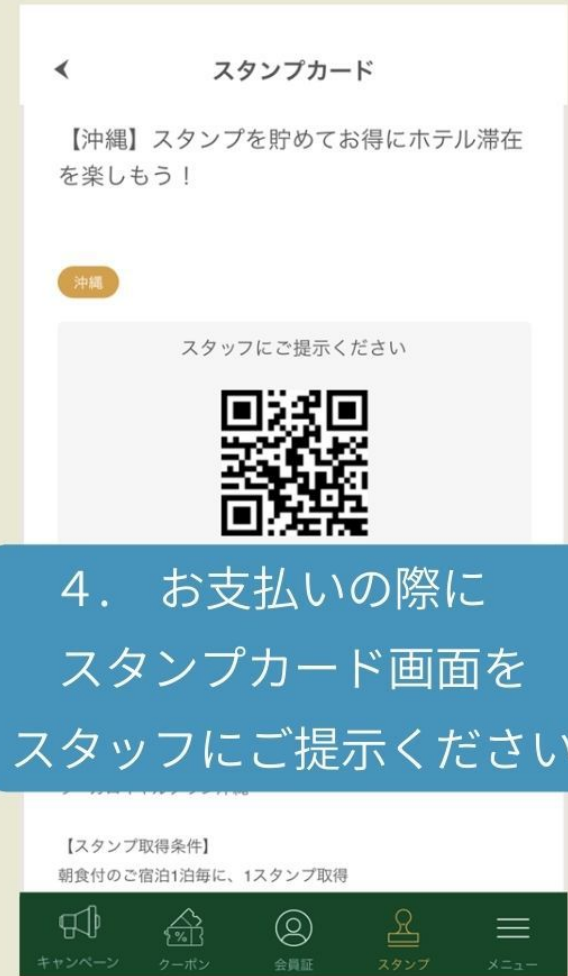 スタンプカード
【沖縄】スタンプを貯めてお得にホテル滞在
を楽しもう！
沖縄
スタッフにご提示ください
4. お支払いの際に
スタンプカード画面を
スタッフにご提示ください
【スタンプ取得条件】
朝食付のご宿泊1泊毎に、1スタンプ取得
キャンペーン
クーポン
会員証
スタンプ
メニュー